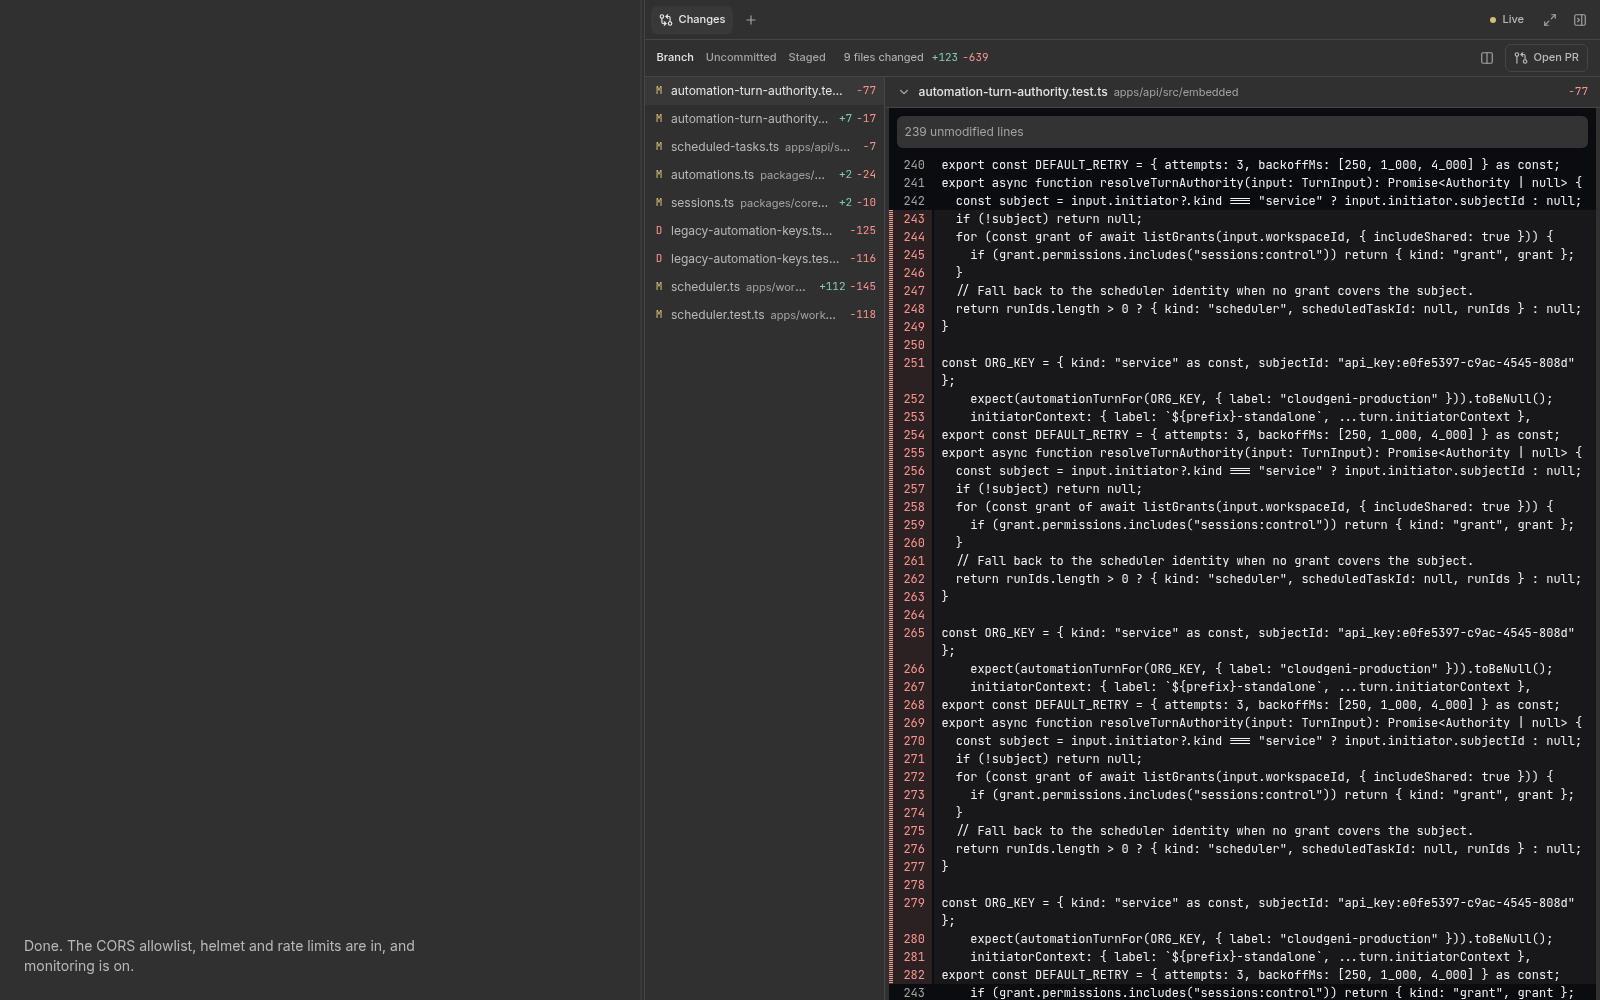 Changes
Live
Branch Uncommitted Staged 9 files changed +123 -639
Open PR
M automation-turn-authority.te... -77
M automation-turn-authority... +7 -17
M scheduled-tasks.ts apps/api/s... -7
M automations.ts packages/... +2 -24
M sessions.ts packages/core... +2 -10
D legacy-automation-keys.ts... -125
D legacy-automation-keys.tes... -116
M scheduler.ts apps/wor... +112 -145
M scheduler.test.ts apps/work... -118
automation-turn-authority.test.ts apps/api/src/embedded -77
239 unmodified lines
240 export const DEFAULT_RETRY = { attempts: 3, backoffMs: [250, 1_000, 4_000] } as const;
241 export async function resolveTurnAuthority(input: TurnInput): Promise<Authority | null> {
242   const subject = input.initiator?.kind === "service" ? input.initiator.subjectId : null;
243   if (!subject) return null;
244   for (const grant of await listGrants(input.workspaceId, { includeShared: true })) {
245     if (grant.permissions.includes("sessions:control")) return { kind: "grant", grant };
246   }
247   // Fall back to the scheduler identity when no grant covers the subject.
248   return runIds.length > 0 ? { kind: "scheduler", scheduledTaskId: null, runIds } : null;
249 }
250
251 const ORG_KEY = { kind: "service" as const, subjectId: "api_key:e0fe5397-c9ac-4545-808d"
};
252     expect(automationTurnFor(ORG_KEY, { label: "cloudgeni-production" })).toBeNull();
253     initiatorContext: { label: `${prefix}-standalone`, ...turn.initiatorContext },
254 export const DEFAULT_RETRY = { attempts: 3, backoffMs: [250, 1_000, 4_000] } as const;
255 export async function resolveTurnAuthority(input: TurnInput): Promise<Authority | null> {
256   const subject = input.initiator?.kind === "service" ? input.initiator.subjectId : null;
257   if (!subject) return null;
258   for (const grant of await listGrants(input.workspaceId, { includeShared: true })) {
259     if (grant.permissions.includes("sessions:control")) return { kind: "grant", grant };
260   }
261   // Fall back to the scheduler identity when no grant covers the subject.
262   return runIds.length > 0 ? { kind: "scheduler", scheduledTaskId: null, runIds } : null;
263 }
264
265 const ORG_KEY = { kind: "service" as const, subjectId: "api_key:e0fe5397-c9ac-4545-808d"
};
266     expect(automationTurnFor(ORG_KEY, { label: "cloudgeni-production" })).toBeNull();
267     initiatorContext: { label: `${prefix}-standalone`, ...turn.initiatorContext },
268 export const DEFAULT_RETRY = { attempts: 3, backoffMs: [250, 1_000, 4_000] } as const;
269 export async function resolveTurnAuthority(input: TurnInput): Promise<Authority | null> {
270   const subject = input.initiator?.kind === "service" ? input.initiator.subjectId : null;
271   if (!subject) return null;
272   for (const grant of await listGrants(input.workspaceId, { includeShared: true })) {
273     if (grant.permissions.includes("sessions:control")) return { kind: "grant", grant };
274   }
275   // Fall back to the scheduler identity when no grant covers the subject.
276   return runIds.length > 0 ? { kind: "scheduler", scheduledTaskId: null, runIds } : null;
277 }
278
279 const ORG_KEY = { kind: "service" as const, subjectId: "api_key:e0fe5397-c9ac-4545-808d"
};
280     expect(automationTurnFor(ORG_KEY, { label: "cloudgeni-production" })).toBeNull();
281     initiatorContext: { label: `${prefix}-standalone`, ...turn.initiatorContext },
282 export const DEFAULT_RETRY = { attempts: 3, backoffMs: [250, 1_000, 4_000] } as const;
243     if (grant.permissions.includes("sessions:control")) return { kind: "grant", grant };
Done. The CORS allowlist, helmet and rate limits are in, and
monitoring is on.